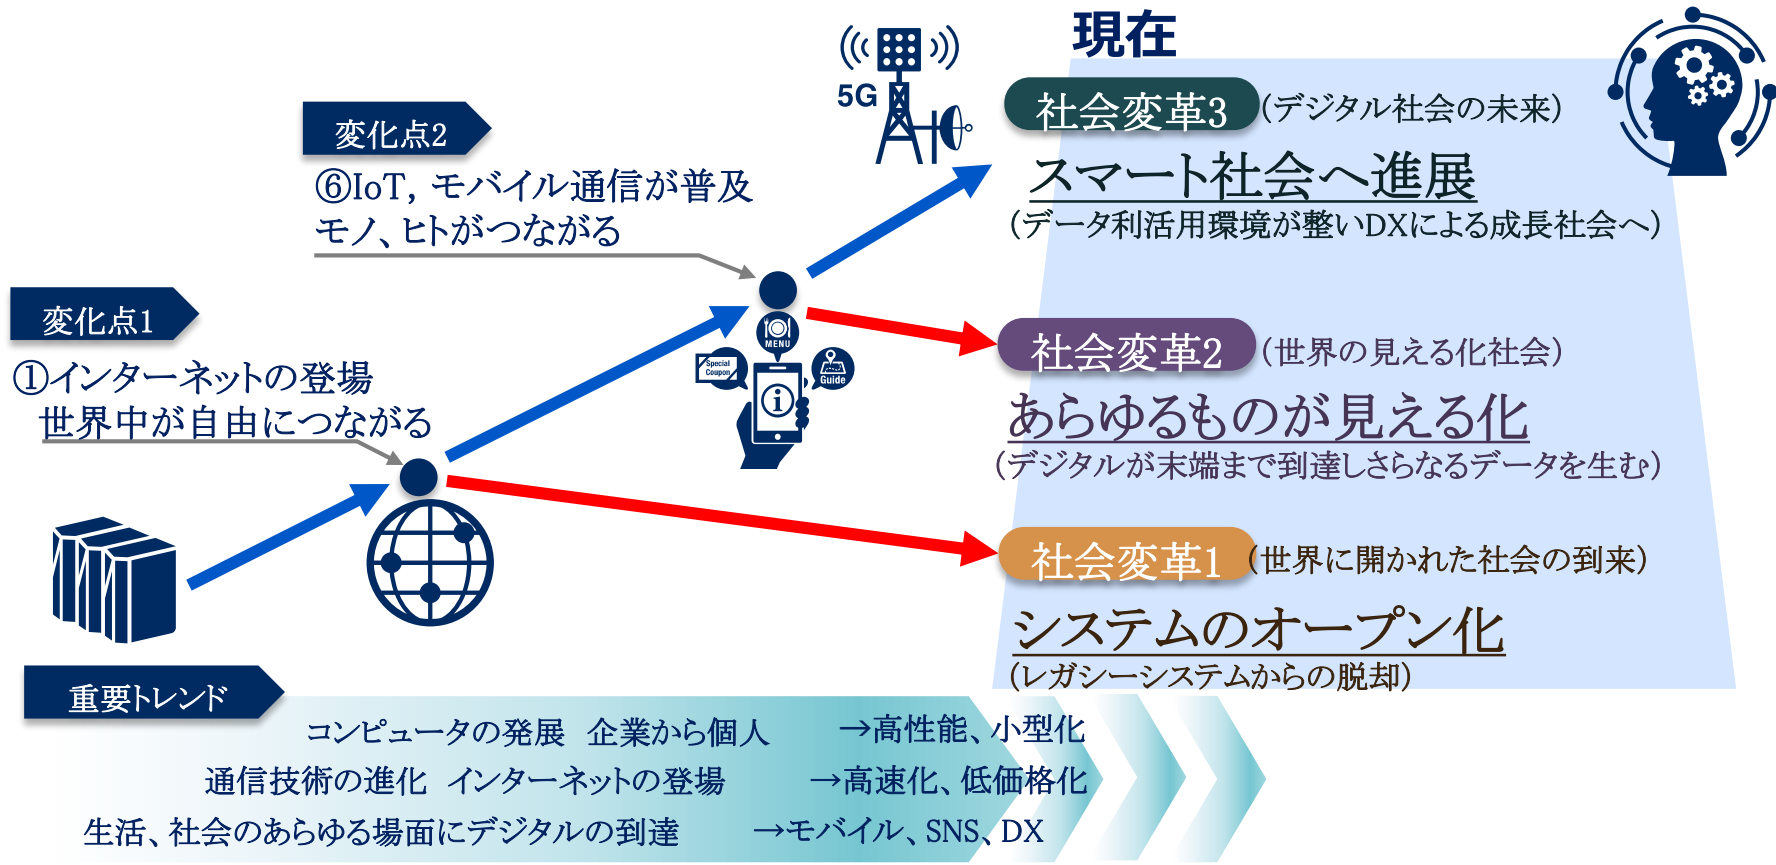 現在
5G
社会変革3
（デジタル社会の未来）
スマート社会へ進展
（データ利活用環境が整いDXによる成長社会へ）
変化点2
⑥IoT，モバイル通信が普及
モノ、ヒトがつながる
変化点1
①インターネットの登場
世界中が自由につながる
MENU
Special
Coupon
Guide
i
社会変革2
（世界の見える化社会）
あらゆるものが見える化
（デジタルが末端まで到達しさらなるデータを生む）
社会変革1
（世界に開かれた社会の到来）
システムのオープン化
（レガシーシステムからの脱却）
重要トレンド
コンピュータの発展　企業から個人　→高性能、小型化
通信技術の進化　インターネットの登場　→高速化、低価格化
生活、社会のあらゆる場面にデジタルの到達　→モバイル、SNS、DX